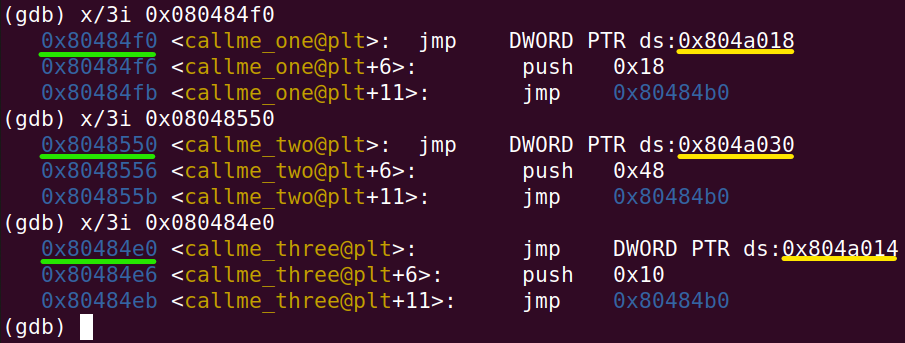 (gdb) x/3i 0x080484f0
0x80484f0 <callme_one@plt>: jmp DWORD PTR ds:0x804a018
0x80484f6 <callme_one@plt+6>: push 0x18
0x80484fb <callme_one@plt+11>: jmp 0x80484b0
(gdb) x/3i 0x08048550
0x8048550 <callme_two@plt>: jmp DWORD PTR ds:0x804a030
0x8048556 <callme_two@plt+6>: push 0x48
0x804855b <callme_two@plt+11>: jmp 0x80484b0
(gdb) x/3i 0x080484e0
0x80484e0 <callme_three@plt>: jmp DWORD PTR ds:0x804a014
0x80484e6 <callme_three@plt+6>: push 0x10
0x80484eb <callme_three@plt+11>: jmp 0x80484b0
(gdb)